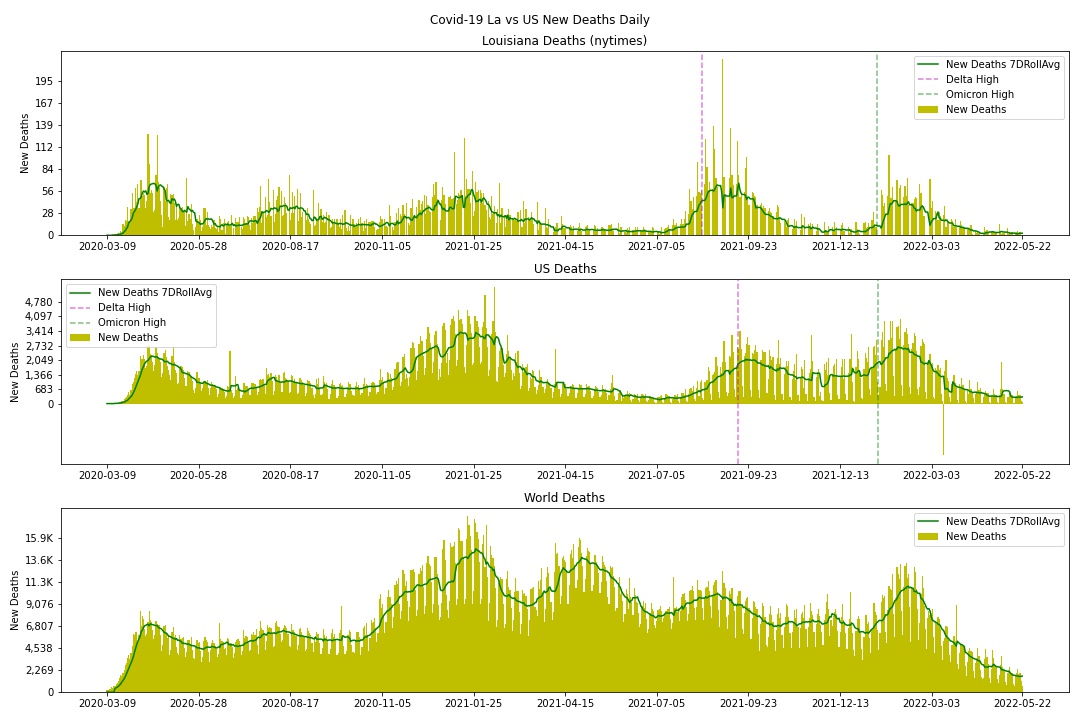 Covid-19 La vs US New Deaths Daily
Louisiana Deaths (nytimes)
New Deaths
195
167
139
112
84
56
28
0
New Deaths 7DRollAvg
Delta High
Omicron High
New Deaths
2020-03-09 2020-05-28 2020-08-17 2020-11-05 2021-01-25 2021-04-15 2021-07-05 2021-09-23 2021-12-13 2022-03-03 2022-05-22
US Deaths
New Deaths
4,780
4,097
3,414
2,732
2,049
1,366
683
0
New Deaths 7DRollAvg
Delta High
Omicron High
New Deaths
2020-03-09 2020-05-28 2020-08-17 2020-11-05 2021-01-25 2021-04-15 2021-07-05 2021-09-23 2021-12-13 2022-03-03 2022-05-22
World Deaths
New Deaths
15.9K
13.6K
11.3K
9,076
6,807
4,538
2,269
0
New Deaths 7DRollAvg
New Deaths
2020-03-09 2020-05-28 2020-08-17 2020-11-05 2021-01-25 2021-04-15 2021-07-05 2021-09-23 2021-12-13 2022-03-03 2022-05-22